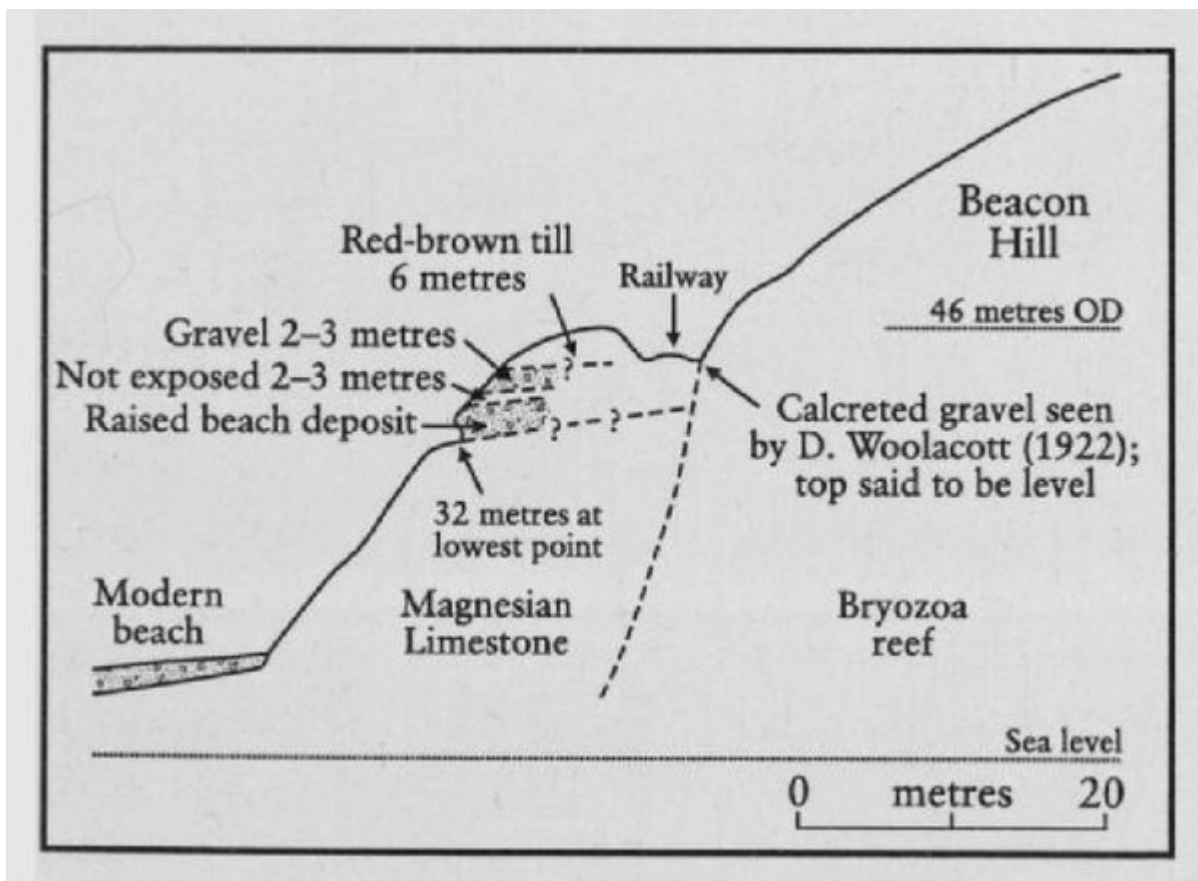 Beacon
Hill
Red-brown till
6 metres
Railway
46 metres OD
Gravel 2–3 metres
Not exposed 2–3 metres
Raised beach deposit
?
?
?
Calcreted gravel seen
by D. Woolacott (1922);
top said to be level
32 metres at
lowest point
Modern
beach
Magnesian
Limestone
Bryozoa
reef
Sea level
0 metres 20